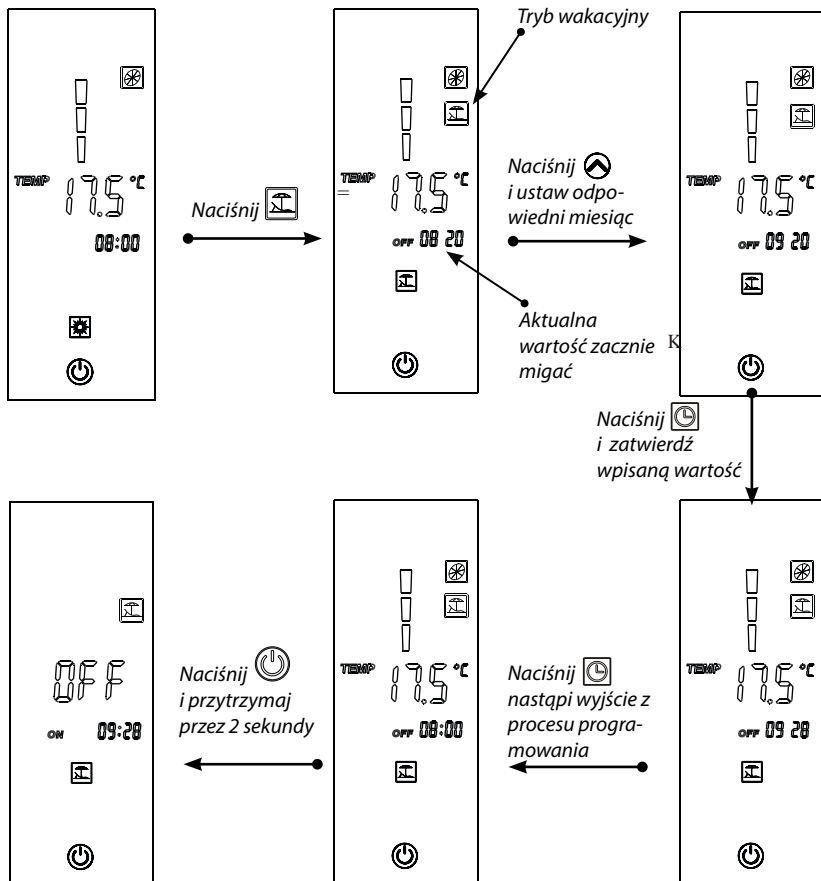 Tryb wakacyjny
TEMP 17.5 °C
08:00
Naciśnij
TEMP 17.5 °C
=
OFF 08 20
Aktualna
wartość zacznie
migać
Naciśnij
i ustaw odpo-
wiedni miesiąc
K
TEMP 17.5 °C
OFF 09 20
Naciśnij
i zatwierdź
wpisaną wartość
TEMP 17.5 °C
OFF 09 28
Naciśnij
nastąpi wyjście z
procesu progra-
mowania
TEMP 17.5 °C
OFF 08:00
Naciśnij
i przytrzymaj
przez 2 sekundy
OFF
ON 09:28